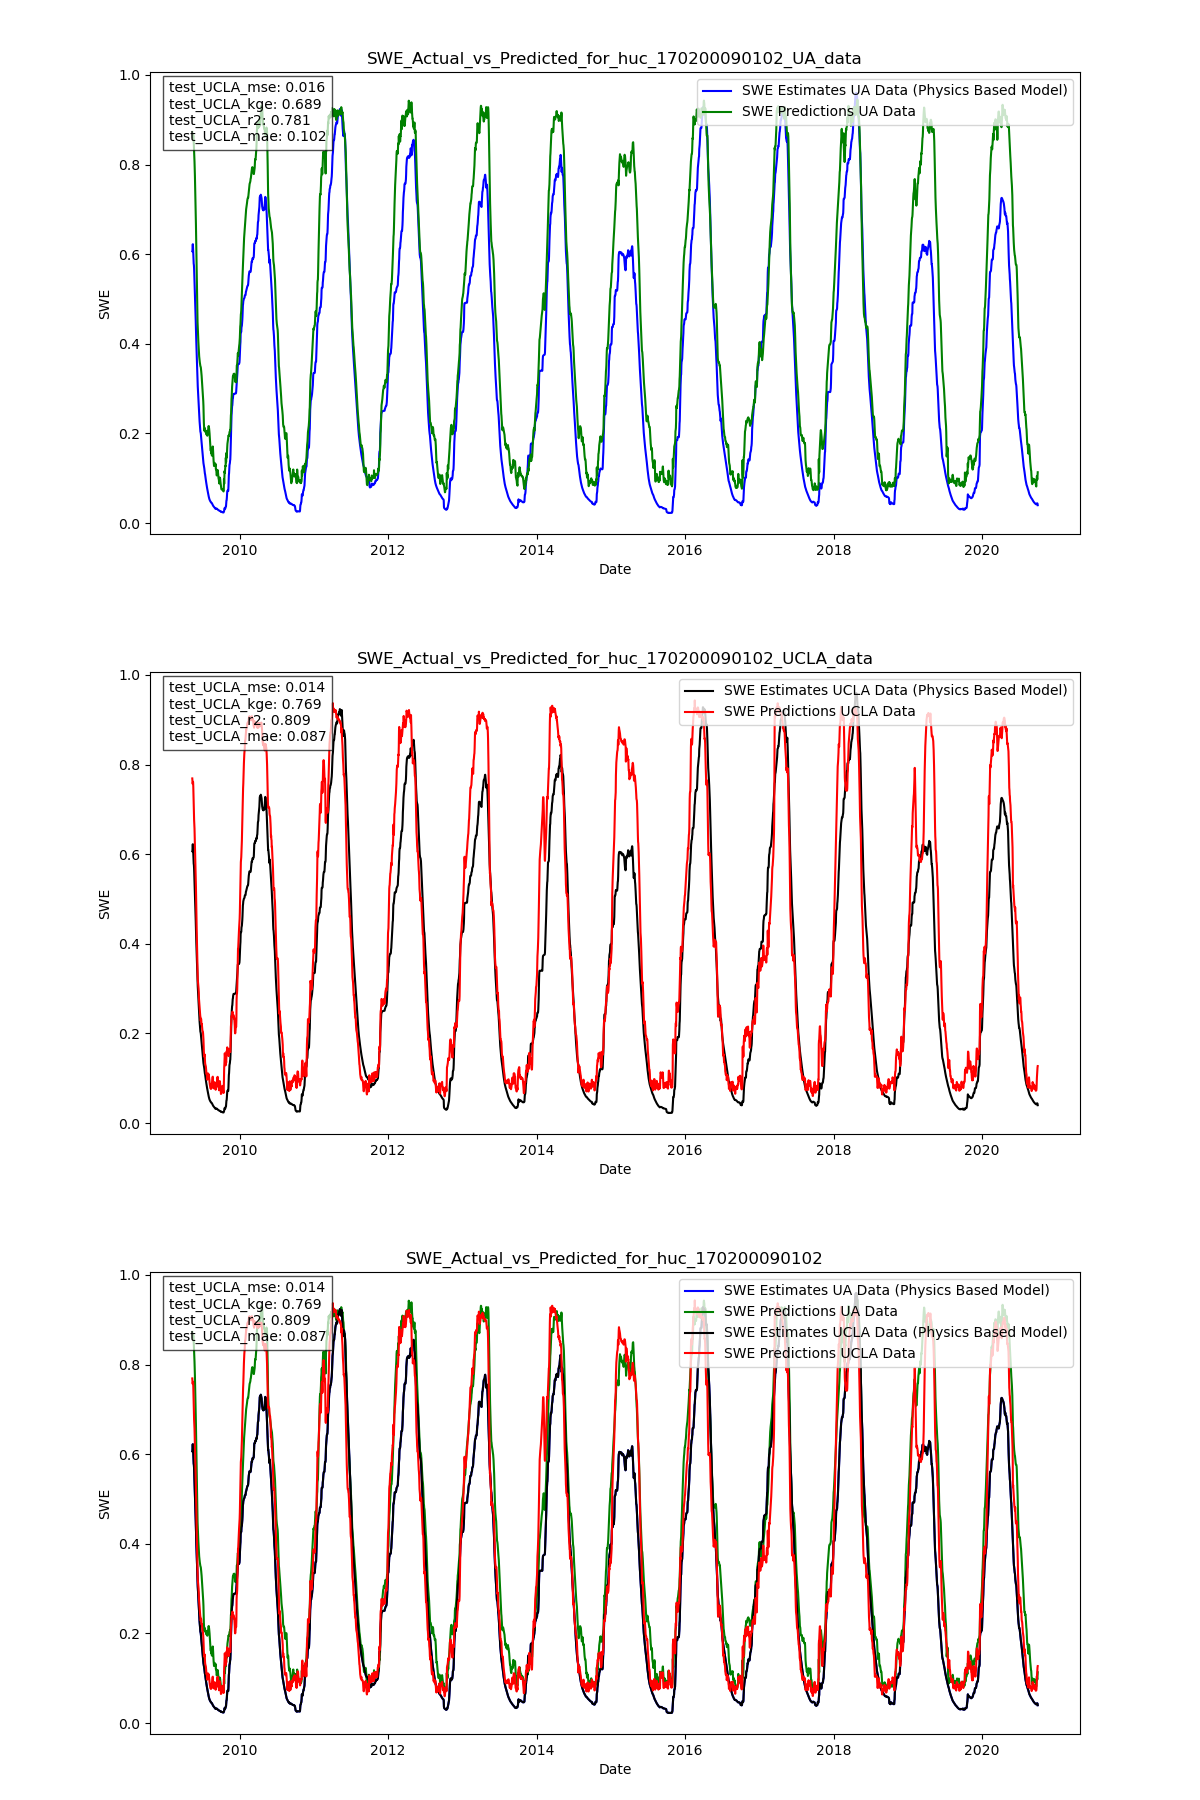 SWE_Actual_vs_Predicted_for_huc_170200090102_UA_data
test_UCLA_mse: 0.016
test_UCLA_kge: 0.689
test_UCLA_r2: 0.781
test_UCLA_mae: 0.102
SWE Estimates UA Data (Physics Based Model)
SWE Predictions UA Data
1.0
0.8
0.6
0.4
0.2
0.0
SWE
2010 2012 2014 2016 2018 2020
Date
SWE_Actual_vs_Predicted_for_huc_170200090102_UCLA_data
test_UCLA_mse: 0.014
test_UCLA_kge: 0.769
test_UCLA_r2: 0.809
test_UCLA_mae: 0.087
SWE Estimates UCLA Data (Physics Based Model)
SWE Predictions UCLA Data
1.0
0.8
0.6
0.4
0.2
0.0
SWE
2010 2012 2014 2016 2018 2020
Date
SWE_Actual_vs_Predicted_for_huc_170200090102
test_UCLA_mse: 0.014
test_UCLA_kge: 0.769
test_UCLA_r2: 0.809
test_UCLA_mae: 0.087
SWE Estimates UA Data (Physics Based Model)
SWE Predictions UA Data
SWE Estimates UCLA Data (Physics Based Model)
SWE Predictions UCLA Data
1.0
0.8
0.6
0.4
0.2
0.0
SWE
2010 2012 2014 2016 2018 2020
Date